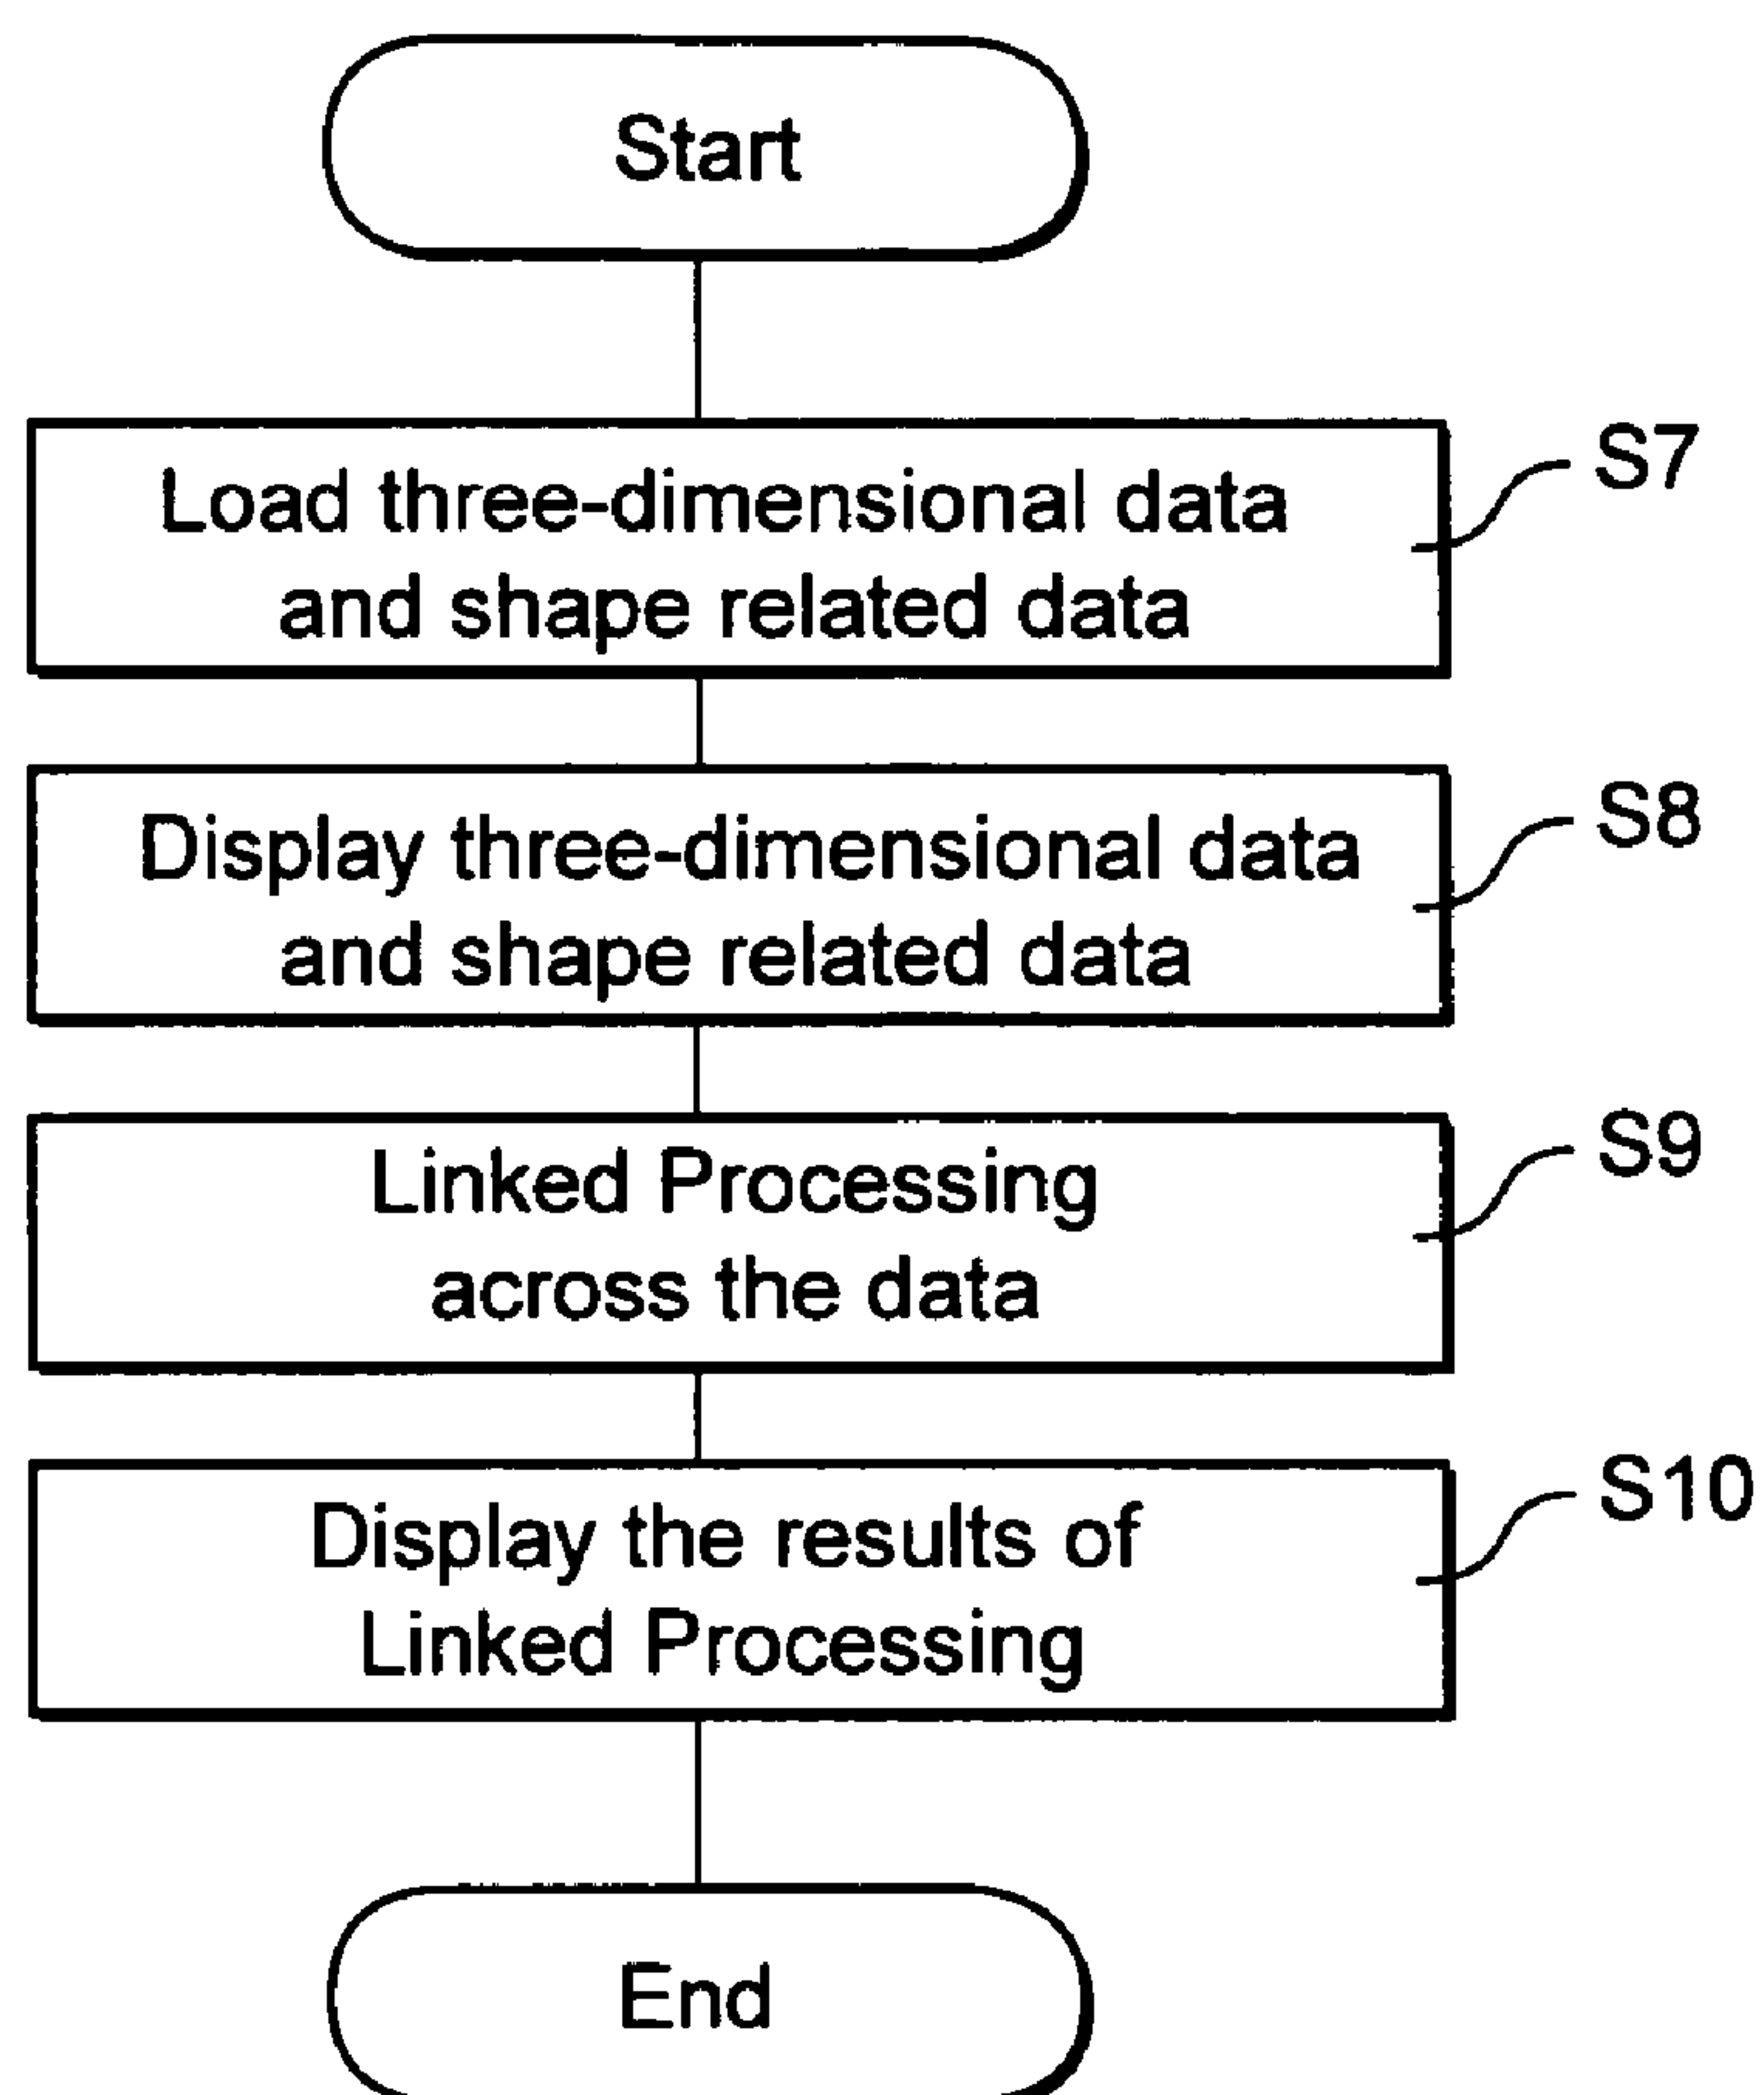 Start
Load three-dimensional data
and shape related data
S7
Display three-dimensional data
and shape related data
S8
Linked Processing
across the data
S9
Display the results of
Linked Processing
S10
End